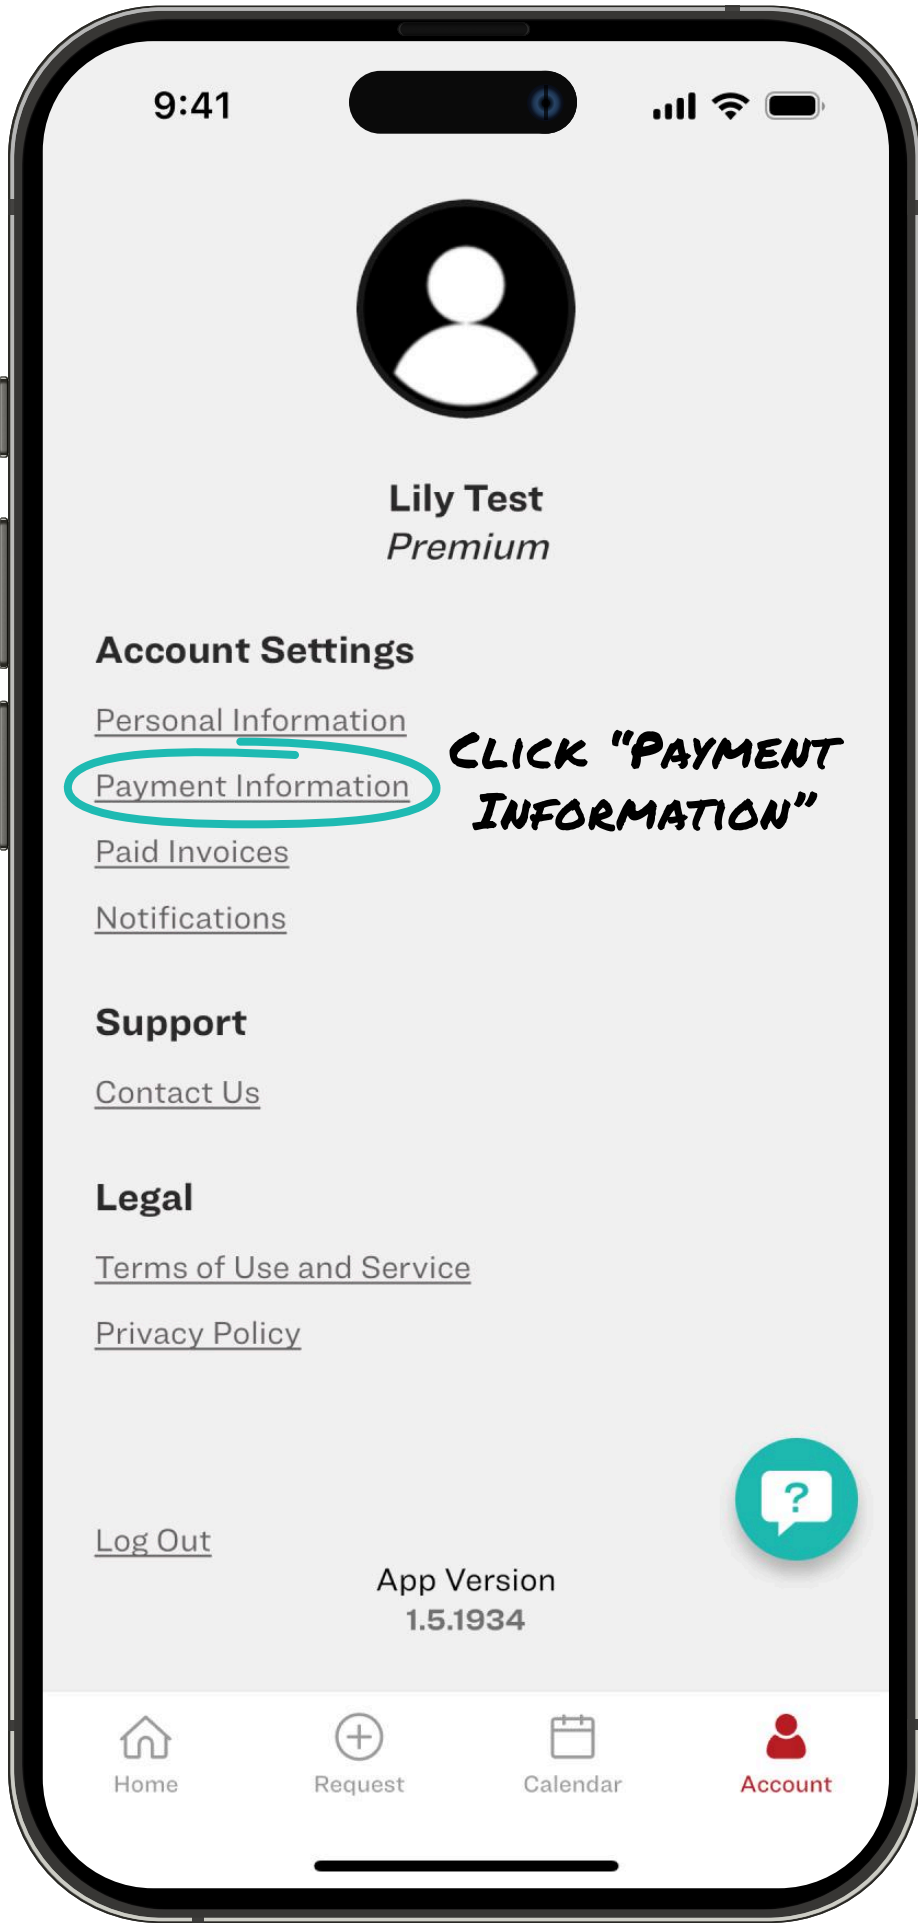 9:41
Lily Test
Premium
Account Settings
Personal Information
Payment Information
CLICK "PAYMENT
INFORMATION"
Paid Invoices
Notifications
Support
Contact Us
Legal
Terms of Use and Service
Privacy Policy
?
Log Out
App Version
1.5.1934
Home
Request
Calendar
Account